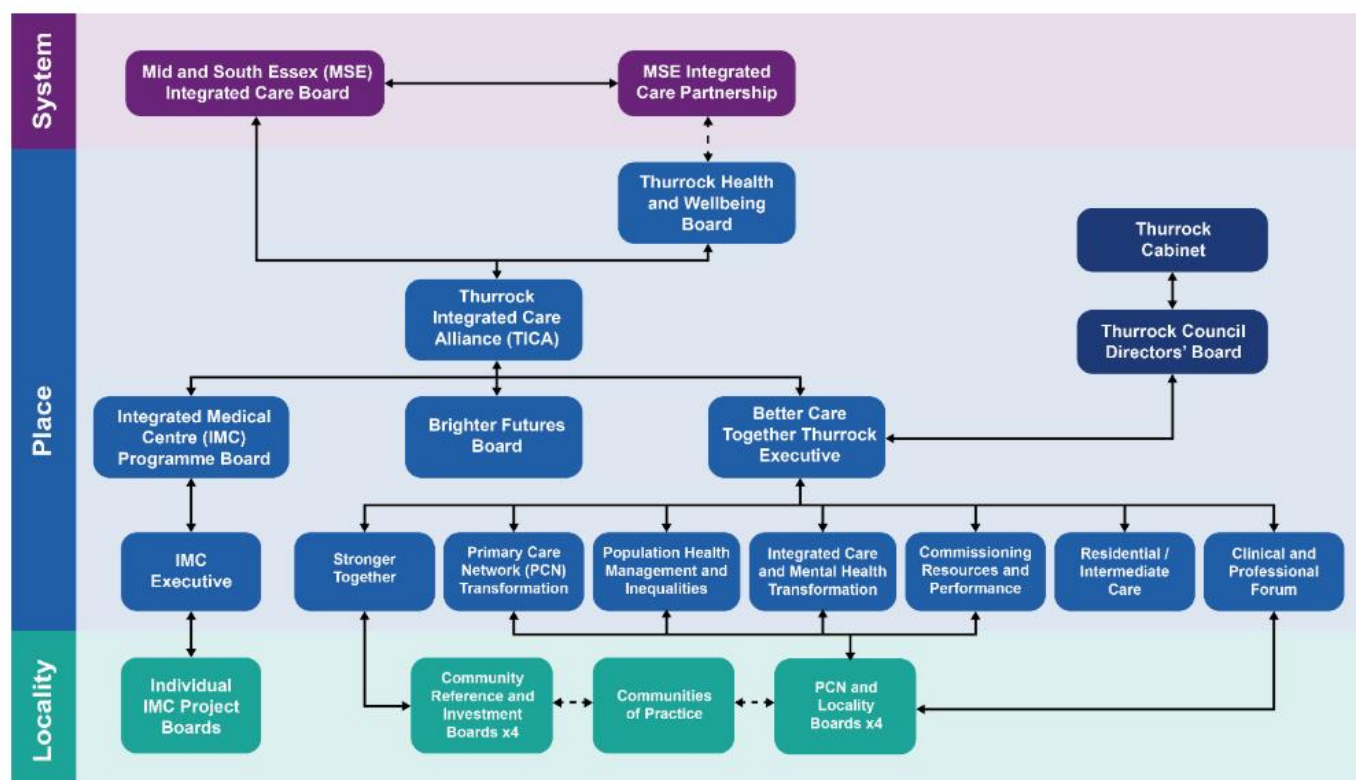 System
Mid and South Essex (MSE)
Integrated Care Board
MSE Integrated
Care Partnership
Place
Thurrock Health
and Wellbeing
Board
Thurrock
Cabinet
Thurrock
Integrated Care
Alliance (TICA)
Thurrock Council
Directors' Board
Integrated Medical
Centre (IMC)
Programme Board
Brighter Futures
Board
Better Care
Together Thurrock
Executive
IMC
Executive
Stronger
Together
Primary Care
Network (PCN)
Transformation
Population Health
Management and
Inequalities
Integrated Care
and Mental Health
Transformation
Commissioning
Resources and
Performance
Residential /
Intermediate
Care
Clinical and
Professional
Forum
Locality
Individual
IMC Project
Boards
Community
Reference and
Investment
Boards x4
Communities
of Practice
PCN and
Locality
Boards x4